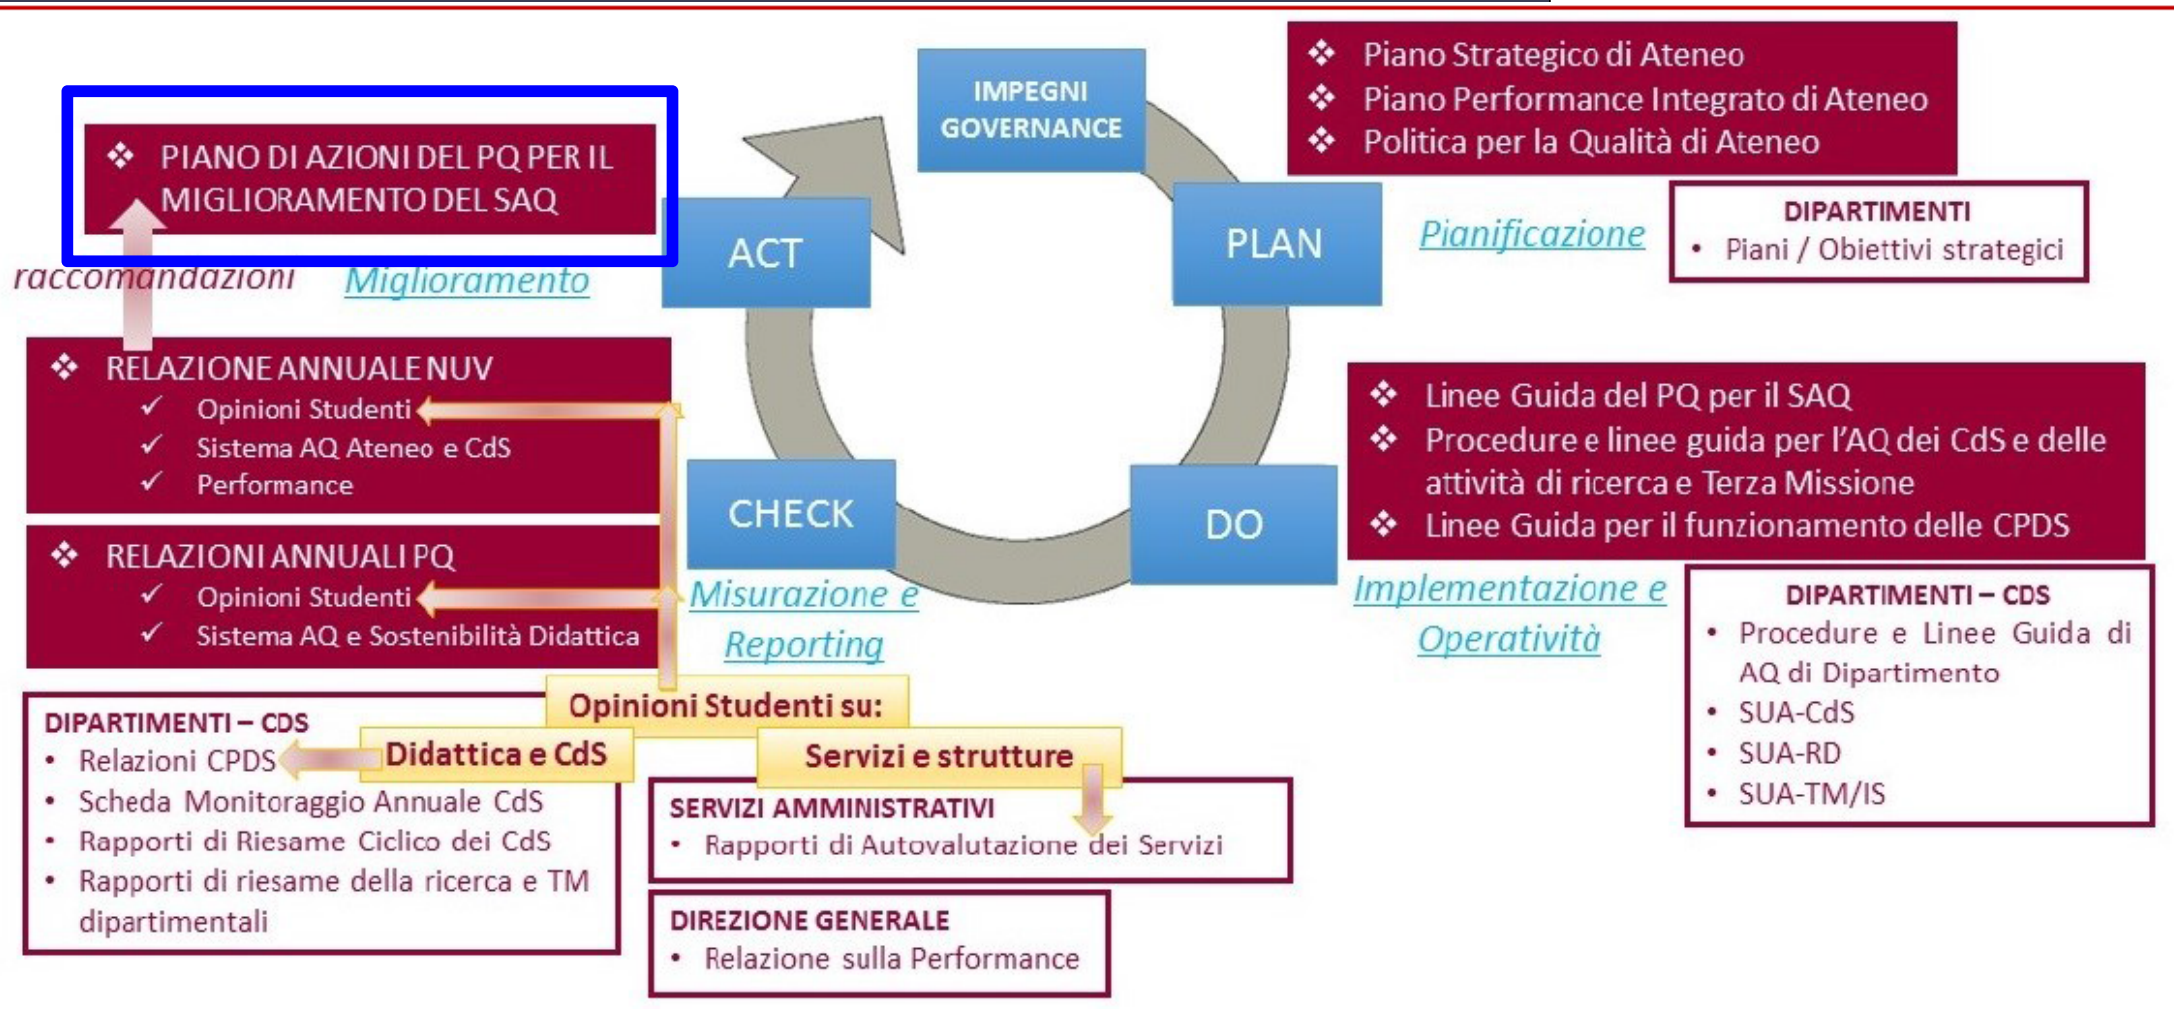 IMPEGNI
GOVERNANCE
❖ Piano Strategico di Ateneo
❖ Piano Performance Integrato di Ateneo
❖ Politica per la Qualità di Ateneo
PLAN
Pianificazione
DIPARTIMENTI
• Piani / Obiettivi strategici
❖ Linee Guida del PQ per il SAQ
❖ Procedure e linee guida per l’AQ dei CdS e delle
attività di ricerca e Terza Missione
❖ Linee Guida per il funzionamento delle CPDS
DO
Implementazione e
Operatività
DIPARTIMENTI – CDS
• Procedure e Linee Guida di
AQ di Dipartimento
• SUA-CdS
• SUA-RD
• SUA-TM/IS
CHECK
Misurazione e
Reporting
❖ RELAZIONE ANNUALE NUV
✓ Opinioni Studenti
✓ Sistema AQ Ateneo e CdS
✓ Performance
❖ RELAZIONI ANNUALI PQ
✓ Opinioni Studenti
✓ Sistema AQ e Sostenibilità Didattica
Opinioni Studenti su:
Didattica e CdS
Servizi e strutture
DIPARTIMENTI – CDS
• Relazioni CPDS
• Scheda Monitoraggio Annuale CdS
• Rapporti di Riesame Ciclico dei CdS
• Rapporti di riesame della ricerca e TM
dipartimentali
SERVIZI AMMINISTRATIVI
• Rapporti di Autovalutazione dei Servizi
DIREZIONE GENERALE
• Relazione sulla Performance
ACT
Miglioramento
raccomandazioni
❖ PIANO DI AZIONI DEL PQ PER IL
MIGLIORAMENTO DEL SAQ